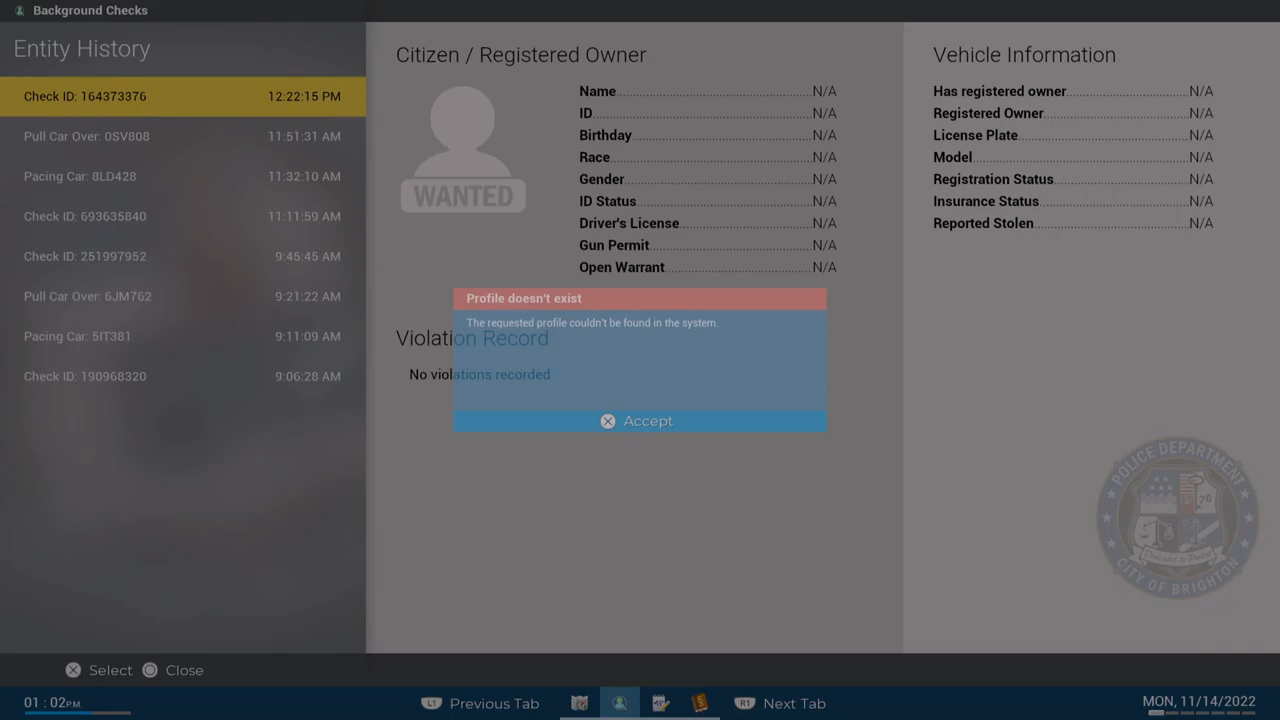 Background Checks
Entity History
Check ID: 164373376 12:22:15 PM
Pull Car Over: 0SV808 11:51:31 AM
Pacing Car: 8LD428 11:32:10 AM
Check ID: 693635840 11:11:59 AM
Check ID: 251997952 9:45:45 AM
Pull Car Over: 6JM762 9:21:22 AM
Pacing Car: 5IT381 9:11:09 AM
Check ID: 190968320 9:06:28 AM
Citizen / Registered Owner
WANTED
Name N/A
ID N/A
Birthday N/A
Race N/A
Gender N/A
ID Status N/A
Driver's License N/A
Gun Permit N/A
Open Warrant N/A
Profile doesn't exist
The requested profile couldn't be found in the system.
Accept
Violation Record
No violations recorded
Vehicle Information
Has registered owner N/A
Registered Owner N/A
License Plate N/A
Model N/A
Registration Status N/A
Insurance Status N/A
Reported Stolen N/A
POLICE DEPARTMENT
76
CITY OF BRIGHTON
Select Close
01 : 02PM
L1 Previous Tab
R1 Next Tab
MON, 11/14/2022